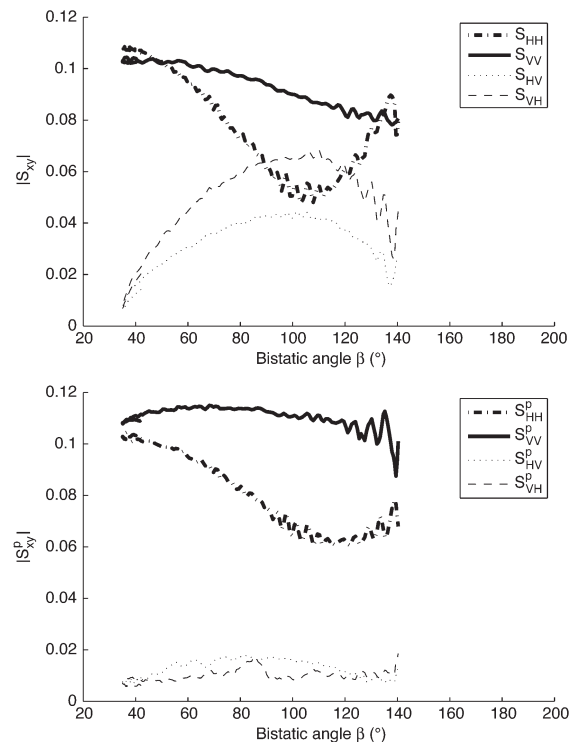 0.12
0.1
0.08
0.06
0.04
0.02
0
|S_xy|
S_HH
S_VV
S_HV
S_VH
20 40 60 80 100 120 140 160 180 200
Bistatic angle β (°)
0.12
0.1
0.08
0.06
0.04
0.02
0
|S^p_xy|
S^p_HH
S^p_VV
S^p_HV
S^p_VH
20 40 60 80 100 120 140 160 180 200
Bistatic angle β (°)